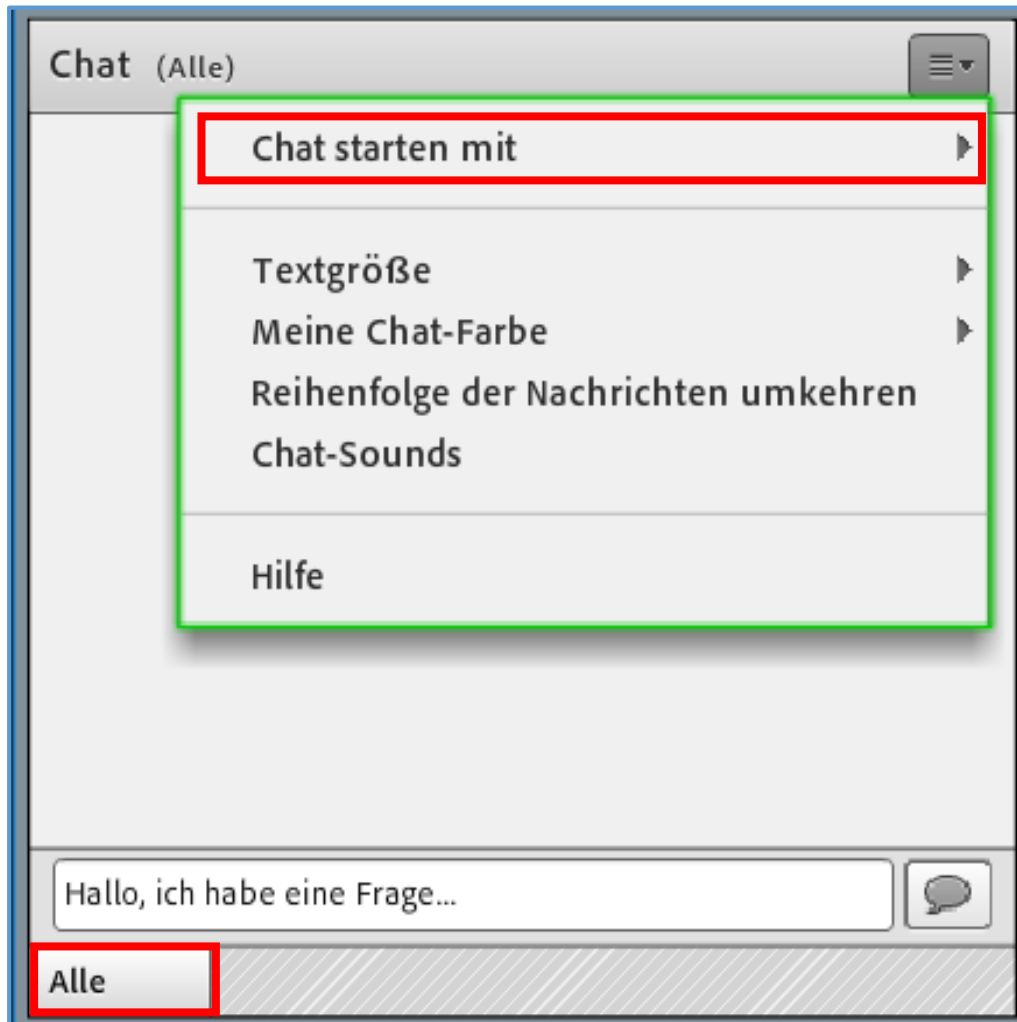 Chat (Alle)
Chat starten mit
Textgröße
Meine Chat-Farbe
Reihenfolge der Nachrichten umkehren
Chat-Sounds
Hilfe
Hallo, ich habe eine Frage...
Alle